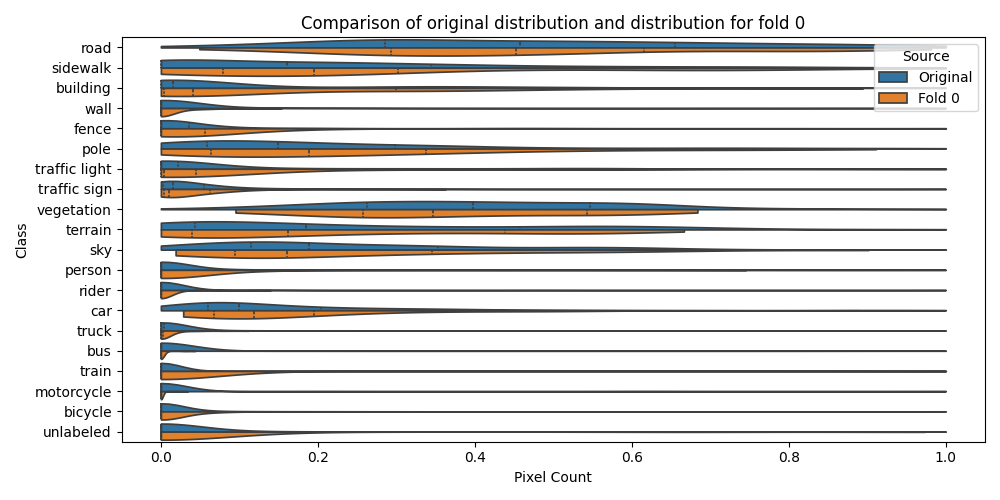 Comparison of original distribution and distribution for fold 0
road
sidewalk
building
wall
fence
pole
traffic light
traffic sign
vegetation
terrain
sky
person
rider
car
truck
bus
train
motorcycle
bicycle
unlabeled
Class
Source
Original
Fold 0
0.0 0.2 0.4 0.6 0.8 1.0
Pixel Count